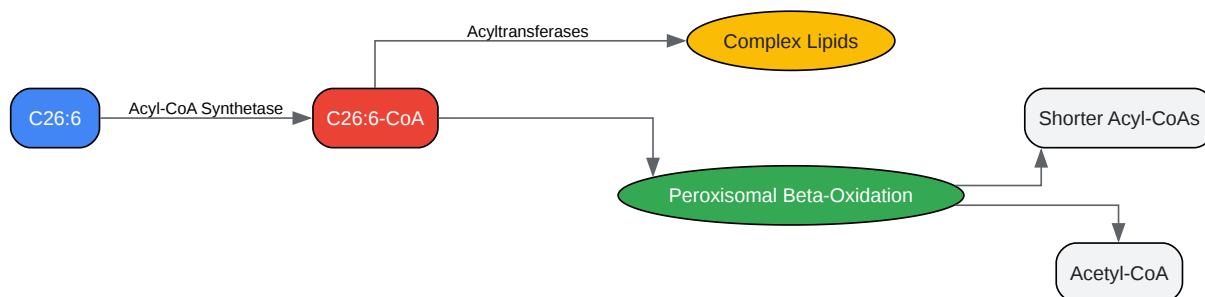 Acyltransferases
Complex Lipids
C26:6
Acyl-CoA Synthetase
C26:6-CoA
Shorter Acyl-CoAs
Peroxisomal Beta-Oxidation
Acetyl-CoA